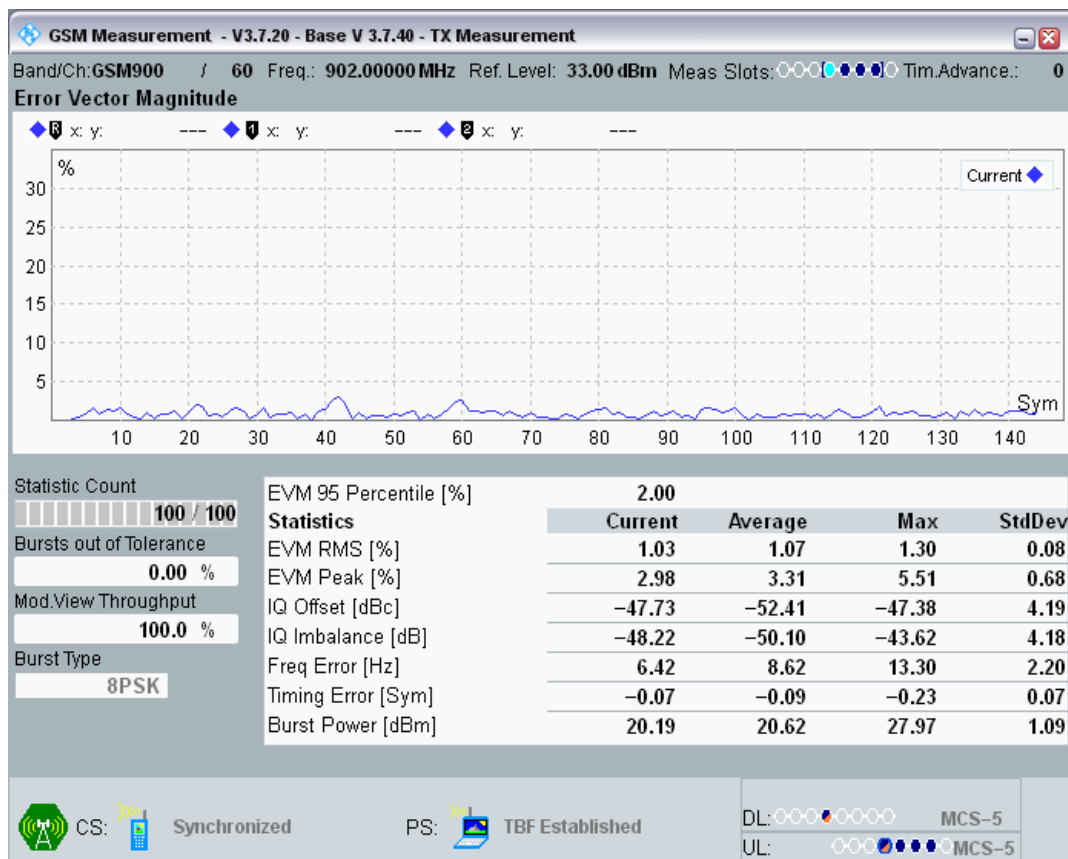 GSM Measurement - V3.7.20 - Base V 3.7.40 - TX Measurement
Band/Ch:GSM900 / 60 Freq.: 902.00000 MHz Ref. Level: 33.00 dBm Meas Slots: Tim.Advance.: 0
Error Vector Magnitude
R x: y: --- 1 x: y: --- 2 x: y: ---
%
Current
30
25
20
15
10
5
Sym
10 20 30 40 50 60 70 80 90 100 110 120 130 140
Statistic Count
100 / 100
Bursts out of Tolerance
0.00 %
Mod.View Throughput
100.0 %
Burst Type
8PSK
EVM 95 Percentile [%] 2.00
Statistics Current Average Max StdDev
EVM RMS [%] 1.03 1.07 1.30 0.08
EVM Peak [%] 2.98 3.31 5.51 0.68
IQ Offset [dBc] −47.73 −52.41 −47.38 4.19
IQ Imbalance [dB] −48.22 −50.10 −43.62 4.18
Freq Error [Hz] 6.42 8.62 13.30 2.20
Timing Error [Sym] −0.07 −0.09 −0.23 0.07
Burst Power [dBm] 20.19 20.62 27.97 1.09
CS: Synchronized PS: TBF Established
DL: MCS−5
UL: MCS−5